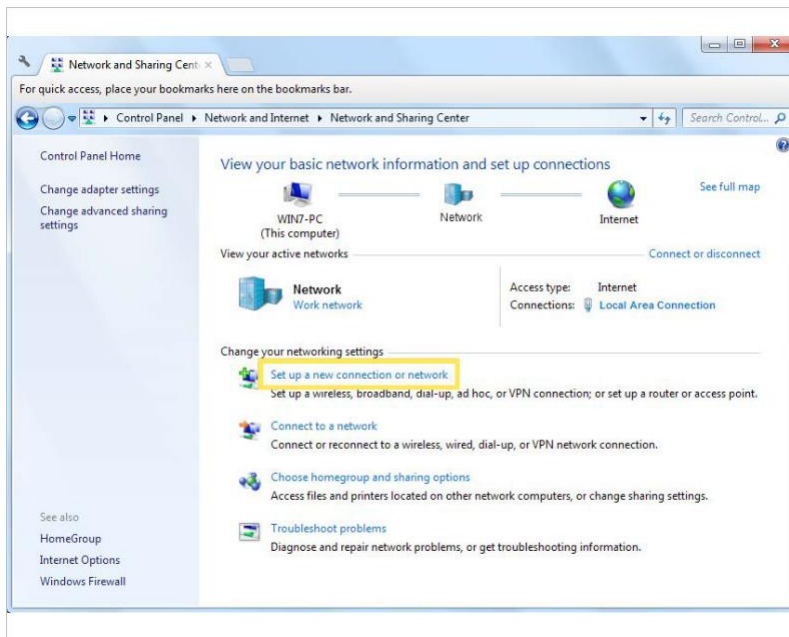 Network and Sharing Cent
For quick access, place your bookmarks here on the bookmarks bar.
Control Panel Network and Internet Network and Sharing Center Search Control...
Control Panel Home
Change adapter settings
Change advanced sharing
settings
See also
HomeGroup
Internet Options
Windows Firewall
View your basic network information and set up connections
See full map
WIN7-PC Network Internet
(This computer)
View your active networks Connect or disconnect
Network
Work network
Access type: Internet
Connections: Local Area Connection
Change your networking settings
Set up a new connection or network
Set up a wireless, broadband, dial-up, ad hoc, or VPN connection; or set up a router or access point.
Connect to a network
Connect or reconnect to a wireless, wired, dial-up, or VPN network connection.
Choose homegroup and sharing options
Access files and printers located on other network computers, or change sharing settings.
Troubleshoot problems
Diagnose and repair network problems, or get troubleshooting information.